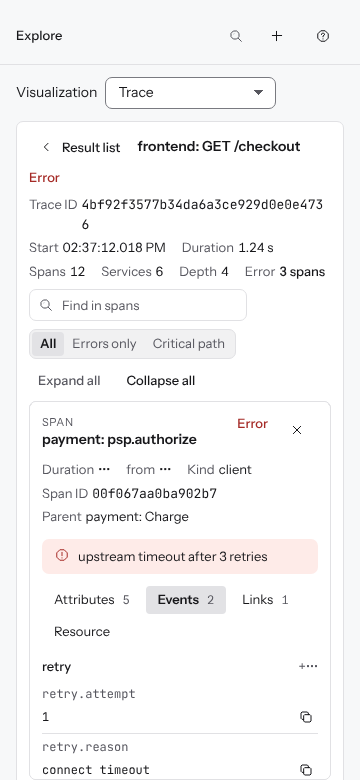 Explore
Visualization Trace
Result list frontend: GET /checkout
Error
Trace ID 4bf92f3577b34da6a3ce929d0e0e473
6
Start 02:37:12.018 PM Duration 1.24 s
Spans 12 Services 6 Depth 4 Error 3 spans
Find in spans
All Errors only Critical path
Expand all Collapse all
SPAN Error
payment: psp.authorize
Duration ••• from ••• Kind client
Span ID 00f067aa0ba902b7
Parent payment: Charge
upstream timeout after 3 retries
Attributes 5 Events 2 Links 1
Resource
retry +•••
retry.attempt
1
retry.reason
connect timeout